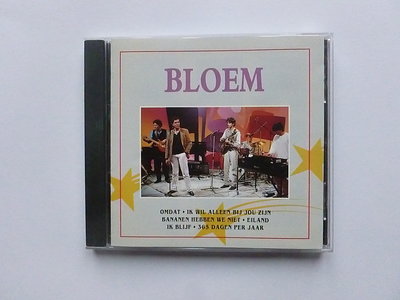 BLOEM
OMDAT • IK WIL ALLEEN BIJ JOU ZIJN
BANANEN HEBBEN WE NIET • EILAND
IK BLIJF • 365 DAGEN PER JAAR